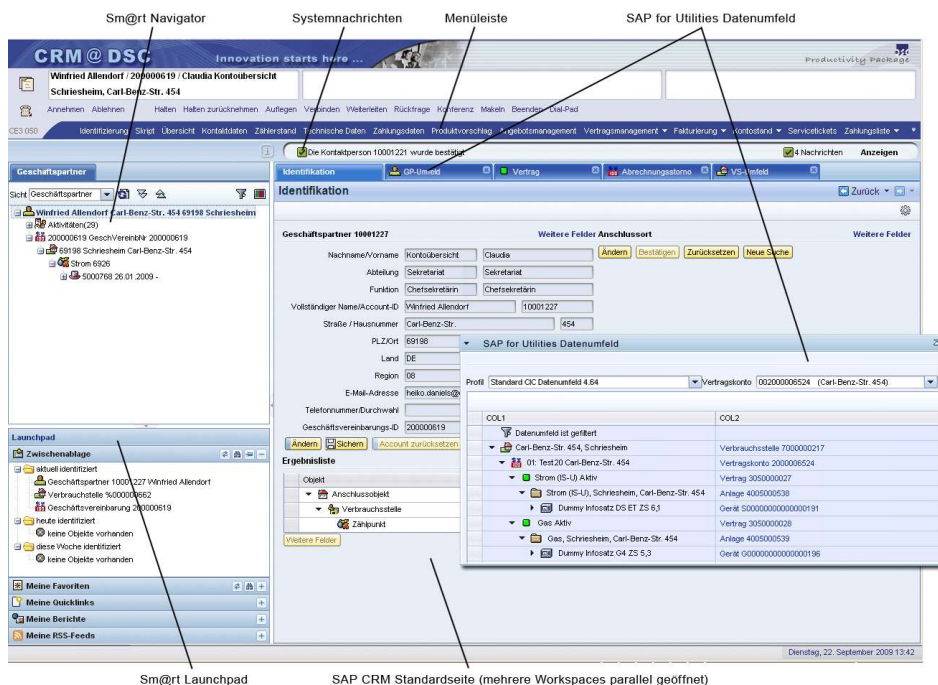 Sm@rt Navigator
Systemnachrichten
Menüleiste
SAP for Utilities Datenumfeld
CRM@DSC
Innovation starts here ...
dsc
Productivity Package
Winfried Allendorf / 200000619 / Claudia Kontoübersicht
Schriesheim, Carl-Benz-Str. 454
Annehmen Ablehnen Halten Halten zurücknehmen Auflegen Verbinden Weiterleiten Rückfrage Konferenz Makeln Beenden Dial-Pad
CE3 050
Identifizierung Skript Übersicht Kontaktdaten Zählerstand Technische Daten Zahlungsdaten Produktvorschlag Angebotsmanagement Vertragsmanagement Fakturierung Kontostand Servicetickets Zahlungsliste
Die Kontaktperson 10001221 wurde bestätigt
4 Nachrichten Anzeigen
Geschäftspartner
Sicht Geschäftspartner
Winfried Allendorf Carl-Benz-Str. 454 69198 Schriesheim
Aktivitäten(29)
200000619 GeschVereinbNr 200000619
69198 Schriesheim Carl-Benz-Str. 454
Strom 6926
5000768 26.01.2009 -
Identifikation
GP-Umfeld
Vertrag
Abrechnungsstorno
VS-Umfeld
Identifikation
Zurück
Geschäftspartner 10001227
Weitere Felder
Anschlussort
Weitere Felder
Nachname/Vorname Kontoübersicht Claudia
Ändern Bestätigen Zurücksetzen Neue Suche
Abteilung Sekretariat Sekretariat
Funktion Chefsekretärin Chefsekretärin
Vollständiger Name/Account-ID Winfried Allendorf 10001227
Straße / Hausnummer Carl-Benz-Str. 454
PLZ/Ort 69198
Land DE
Region 08
E-Mail-Adresse heiko.daniels@
Telefonnummer/Durchwahl
Geschäftsvereinbarungs-ID 200000619
Ändern Sichern Account zurücksetzen
Ergebnisliste
Objekt
Anschlussobjekt
Verbrauchsstelle
Zählpunkt
Weitere Felder
SAP for Utilities Datenumfeld
Profil Standard CIC Datenumfeld 4.64
Vertragskonto 002000006524 (Carl-Benz-Str. 454)
COL1 COL2
Datenumfeld ist gefiltert
Carl-Benz-Str. 454, Schriesheim Verbrauchsstelle 7000000217
01: Test20 Carl-Benz-Str. 454 Vertragskonto 2000006524
Strom (IS-U) Aktiv Vertrag 3050000027
Strom (IS-U), Schriesheim, Carl-Benz-Str. 454 Anlage 4005000538
Dummy Infosatz DS ET ZS 6,1 Gerät S00000000000000191
Gas Aktiv Vertrag 3050000028
Gas, Schriesheim, Carl-Benz-Str. 454 Anlage 4005000539
Dummy Infosatz G4 ZS 5,3 Gerät G00000000000000196
Launchpad
Zwischenablage
aktuell identifiziert
Geschäftspartner 10001227 Winfried Allendorf
Verbrauchstelle %000000662
Geschäftsvereinbarung 200000619
heute identifiziert
keine Objekte vorhanden
diese Woche identifiziert
keine Objekte vorhanden
Meine Favoriten
Meine Quicklinks
Meine Berichte
Meine RSS-Feeds
Dienstag, 22. September 2009 13:42
Sm@rt Launchpad
SAP CRM Standardseite (mehrere Workspaces parallel geöffnet)